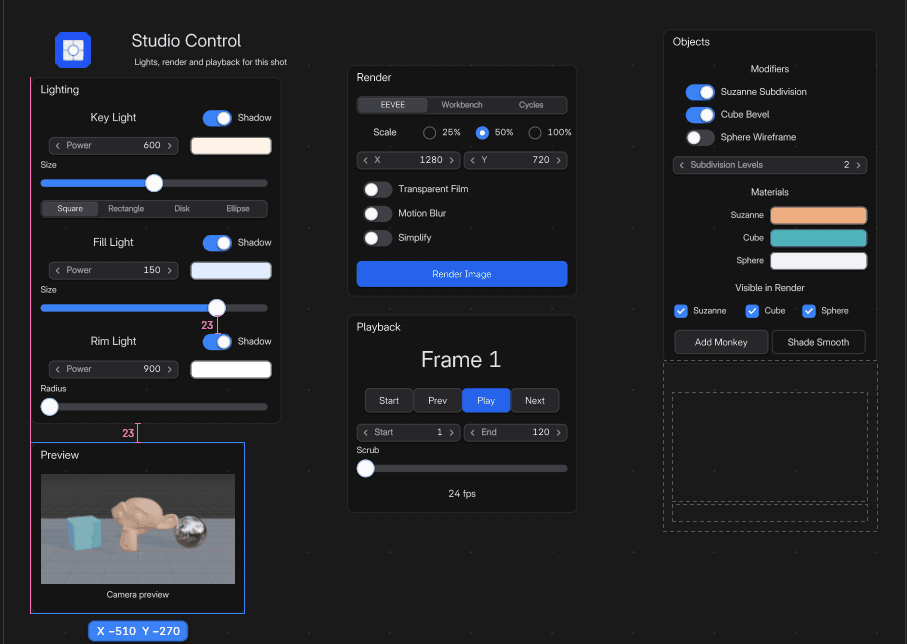 Studio Control
Lights, render and playback for this shot
Lighting
Key Light
Shadow
Power 600
Size
Square Rectangle Disk Ellipse
Fill Light
Shadow
Power 150
Size
23
Rim Light
Shadow
Power 900
Radius
23
Preview
Camera preview
X −510 Y −270
Render
EEVEE Workbench Cycles
Scale 25% 50% 100%
X 1280 Y 720
Transparent Film
Motion Blur
Simplify
Render Image
Playback
Frame 1
Start Prev Play Next
Start 1 End 120
Scrub
24 fps
Objects
Modifiers
Suzanne Subdivision
Cube Bevel
Sphere Wireframe
Subdivision Levels 2
Materials
Suzanne
Cube
Sphere
Visible in Render
Suzanne Cube Sphere
Add Monkey Shade Smooth